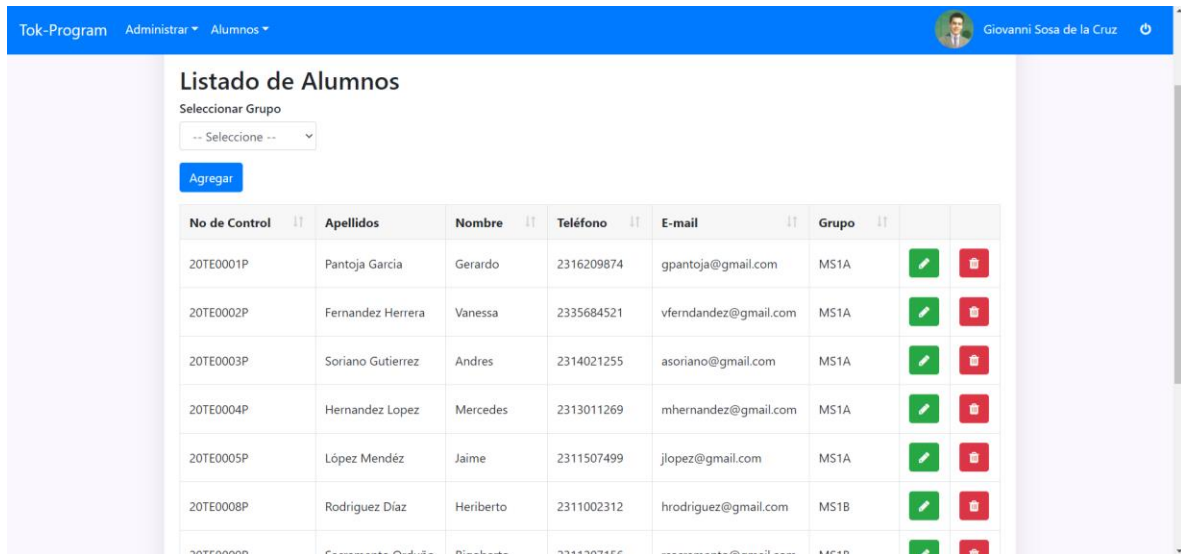 Tok-Program Administrar Alumnos Giovanni Sosa de la Cruz
Listado de Alumnos
Seleccionar Grupo
-- Seleccione --
Agregar
No de Control Apellidos Nombre Teléfono E-mail Grupo
20TE0001P Pantoja Garcia Gerardo 2316209874 gpantoja@gmail.com MS1A
20TE0002P Fernandez Herrera Vanessa 2335684521 vferndandez@gmail.com MS1A
20TE0003P Soriano Gutierrez Andres 2314021255 asoriano@gmail.com MS1A
20TE0004P Hernandez Lopez Mercedes 2313011269 mhernandez@gmail.com MS1A
20TE0005P López Mendéz Jaime 2311507499 jlopez@gmail.com MS1A
20TE0008P Rodriguez Díaz Heriberto 2311002312 hrodriguez@gmail.com MS1B